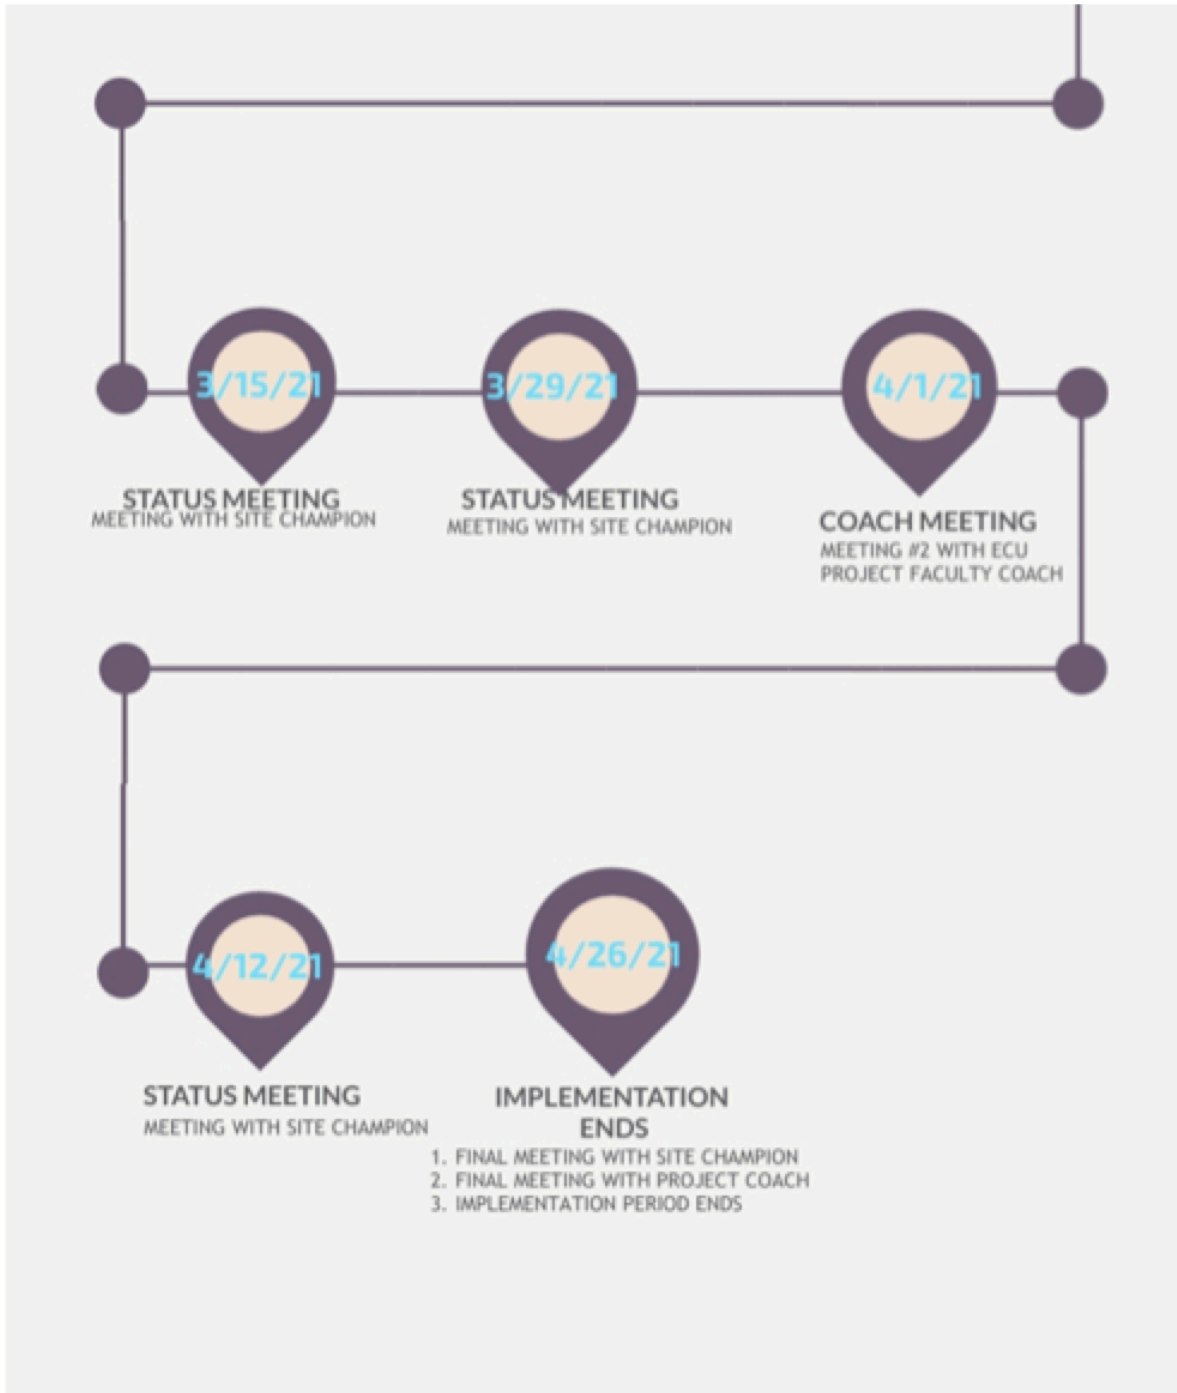 3/15/21
STATUS MEETING
MEETING WITH SITE CHAMPION
3/29/21
STATUS MEETING
MEETING WITH SITE CHAMPION
4/1/21
COACH MEETING
MEETING #2 WITH ECU
PROJECT FACULTY COACH
4/12/21
STATUS MEETING
MEETING WITH SITE CHAMPION
4/26/21
IMPLEMENTATION
ENDS
1. FINAL MEETING WITH SITE CHAMPION
2. FINAL MEETING WITH PROJECT COACH
3. IMPLEMENTATION PERIOD ENDS